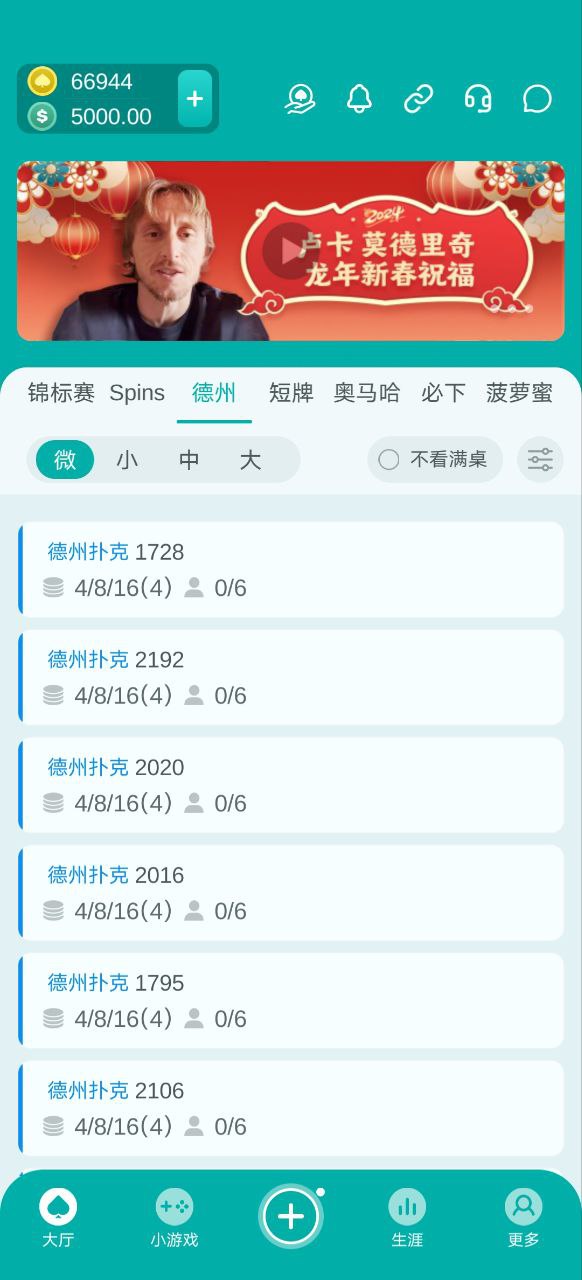 66944
5000.00
2024
卢卡 莫德里奇
龙年新春祝福
锦标赛 Spins 德州 短牌 奥马哈 必下 菠萝蜜
微 小 中 大 不看满桌
德州扑克 1728
4/8/16(4) 0/6
德州扑克 2192
4/8/16(4) 0/6
德州扑克 2020
4/8/16(4) 0/6
德州扑克 2016
4/8/16(4) 0/6
德州扑克 1795
4/8/16(4) 0/6
德州扑克 2106
4/8/16(4) 0/6
大厅 小游戏 生涯 更多